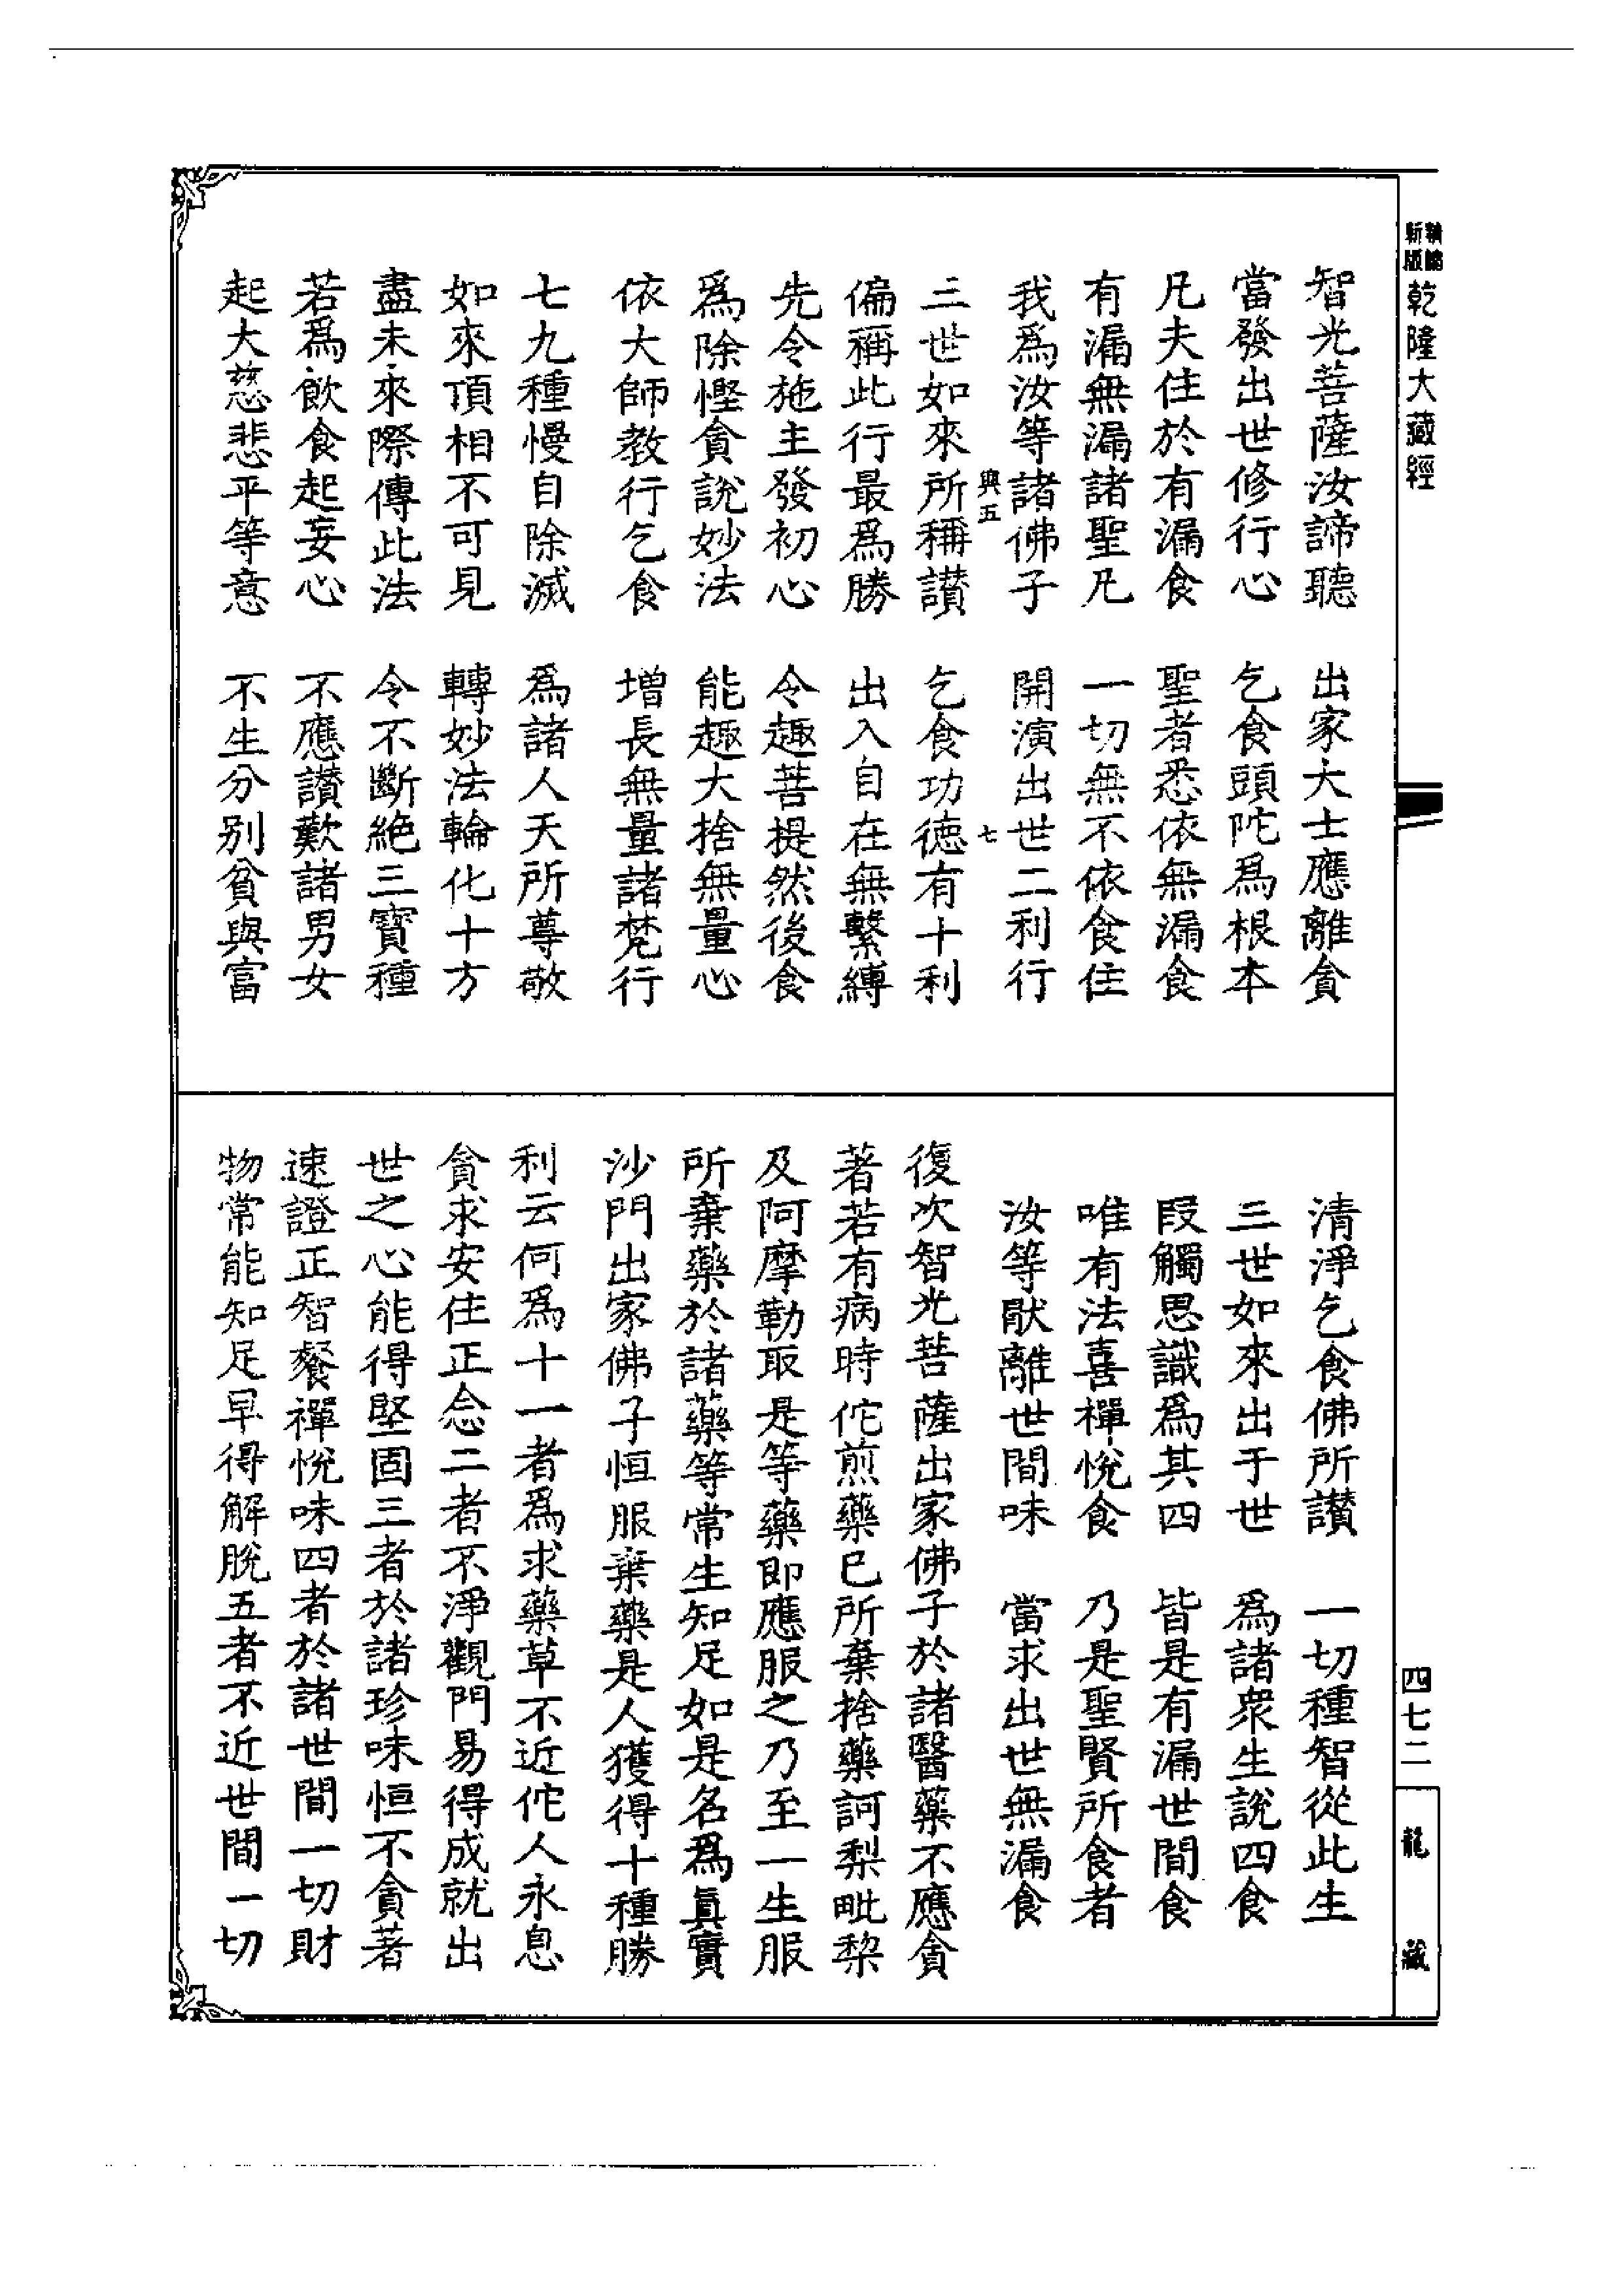 新版
精編
乾隆大藏經
智光菩薩汝諦聽　出家大士應離貪
當發出世修行心　乞食頭陀爲根本
凡夫住於有漏食　聖者悉依無漏食
有漏無漏諸聖凡　一切無不依食住
我爲汝等諸佛子　開演出世二利行
興五　七
三世如來所稱讃　乞食功德有十利
偏稱此行最爲勝　出入自在無繫縛
先令施主發初心　令趣菩提然後食
爲除慳貪說妙法　能趣大捨無量心
依大師教行乞食　增長無量諸梵行
七九種慢自除滅　爲諸人天所尊敬
如來頂相不可見　轉妙法輪化十方
盡未來際傳此法　令不斷絕三寶種
若爲飲食起妄心　不應讃歎諸男女
起大慈悲平等意　不生分別貧與富
清淨乞食佛所讃　一切種智從此生
三世如來出于世　爲諸衆生說四食
段觸思識爲其四　皆是有漏世間食
唯有法喜禪悅食　乃是聖賢所食者
汝等猒離世間味　當求出世無漏食
復次智光菩薩出家佛子於諸醫藥不應貪
著若有病時佗煎藥已所棄捨藥訶梨毗棃
及阿摩勒取是等藥即應服之乃至一生服
所棄藥於諸藥等常生知足如是名爲眞實
沙門出家佛子恒服棄藥是人獲得十種勝
利云何爲十一者爲求藥草不近佗人永息
貪求安住正念二者不淨觀門易得成就出
世之心能得堅固三者於諸珍味恒不貪著
速證正智餐禪悅味四者於諸世間一切財
物常能知足早得解脫五者不近世間一切
四七二
龍
藏